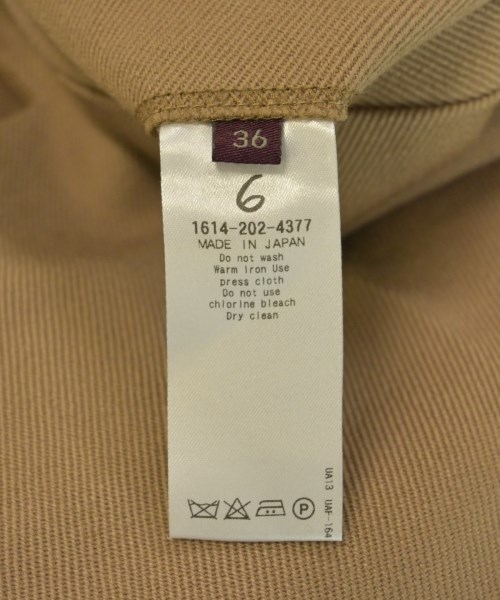 36
6
1614-202-4377
MADE IN JAPAN
Do not wash
Warm Iron Use
press cloth
Do not use
chlorine bleach
Dry clean
P
UA13 UAF-164